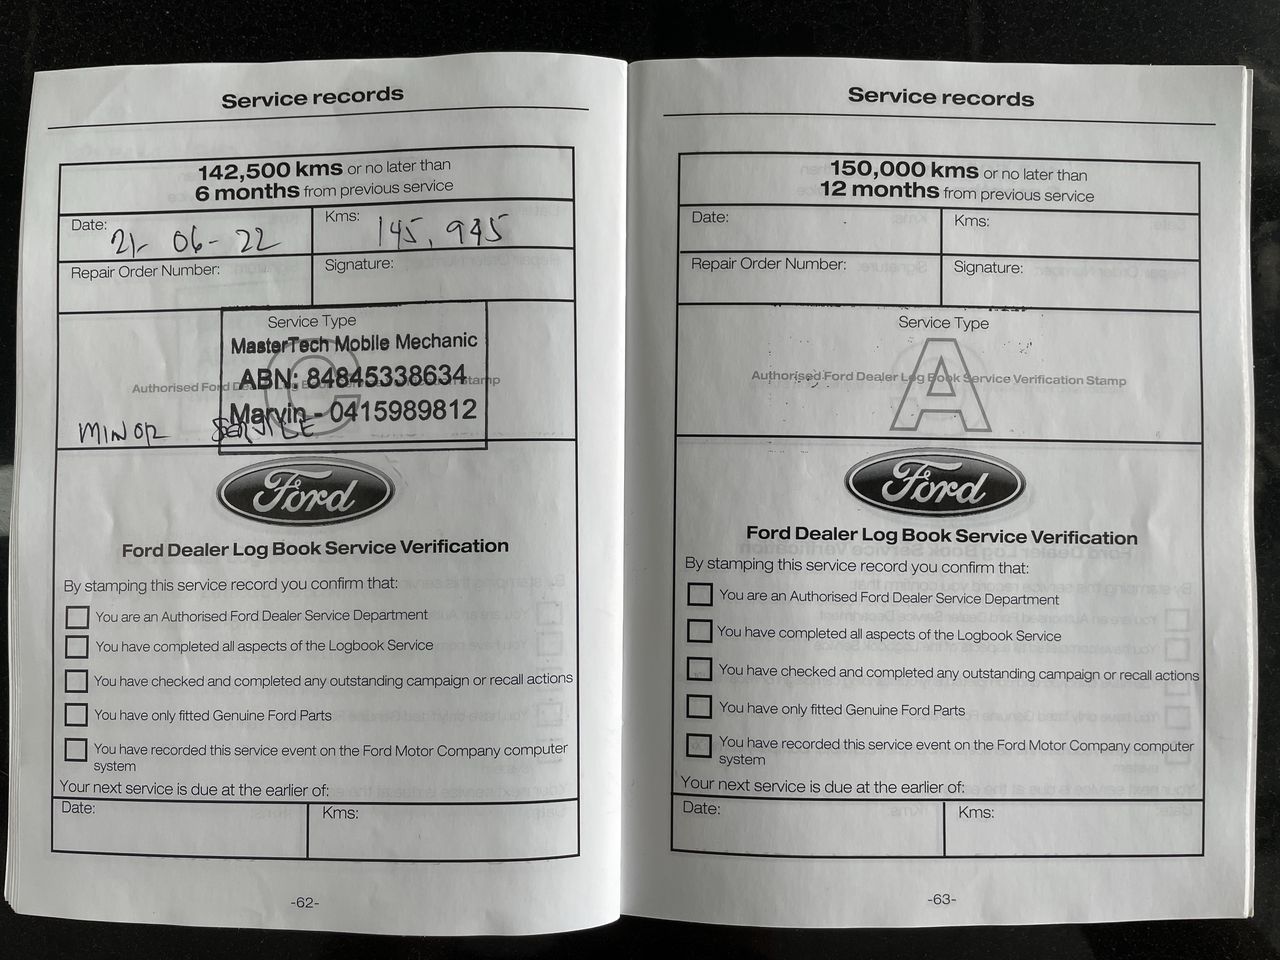 Service records
142,500 kms or no later than
6 months from previous service
Date: 21- 06- 22
Kms: 145,945
Repair Order Number:
Signature:
Service Type
C
Authorised Ford De Stamp
MasterTech Mobile Mechanic
ABN: 84845338634
Marvin - 0415989812
MINOR SERVICE
Ford
Ford Dealer Log Book Service Verification
By stamping this service record you confirm that:
You are an Authorised Ford Dealer Service Department
You have completed all aspects of the Logbook Service
You have checked and completed any outstanding campaign or recall actions
You have only fitted Genuine Ford Parts
You have recorded this service event on the Ford Motor Company computer
system
Your next service is due at the earlier of:
Date:
Kms:
-62-
Service records
150,000 kms or no later than
12 months from previous service
Date:
Kms:
Repair Order Number:
Signature:
Service Type
A
Authorised Ford Dealer Log Book Service Verification Stamp
Ford
Ford Dealer Log Book Service Verification
By stamping this service record you confirm that:
You are an Authorised Ford Dealer Service Department
You have completed all aspects of the Logbook Service
You have checked and completed any outstanding campaign or recall actions
You have only fitted Genuine Ford Parts
You have recorded this service event on the Ford Motor Company computer
system
Your next service is due at the earlier of:
Date:
Kms:
-63-